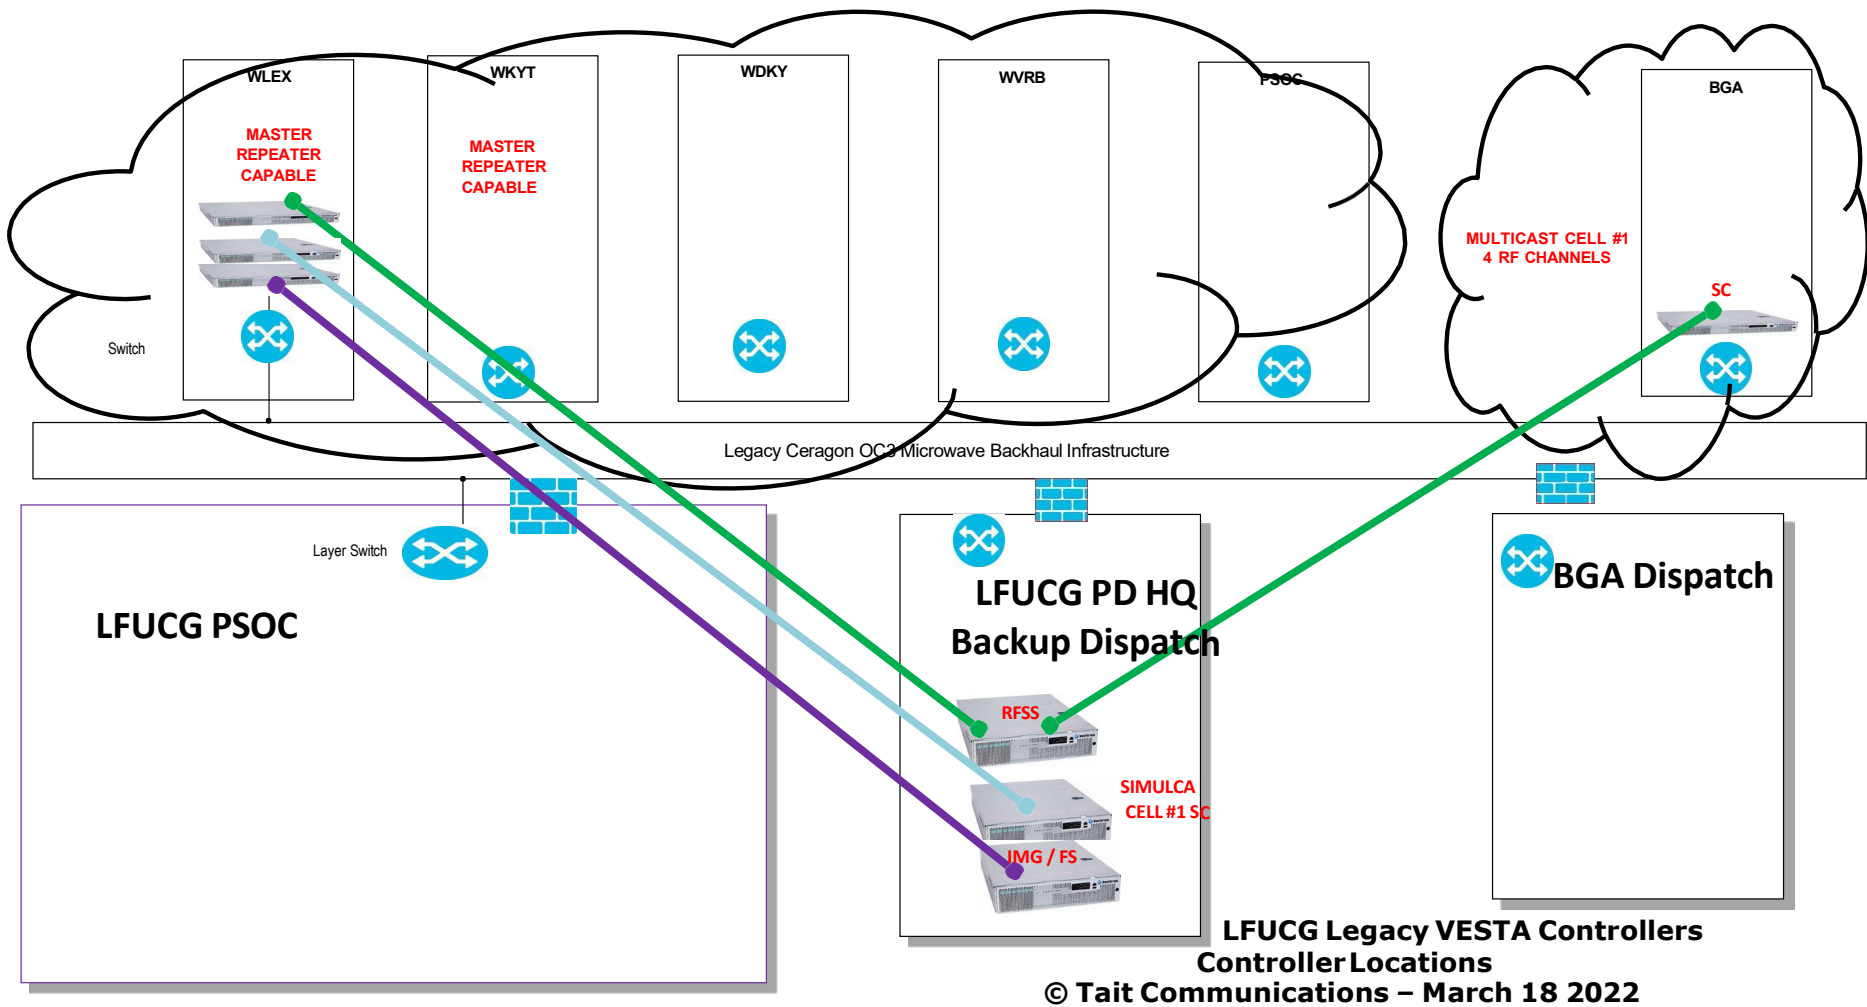 WLEX
WKYT
WDKY
WVRB
PSOC
BGA
MASTER
REPEATER
CAPABLE
MASTER
REPEATER
CAPABLE
MULTICAST CELL #1
4 RF CHANNELS
SC
Switch
Legacy Ceragon OC3 Microwave Backhaul Infrastructure
Layer Switch
LFUCG PSOC
LFUCG PD HQ
Backup Dispatch
BGA Dispatch
RFSS
SIMULCA
CELL #1 SC
IMG / FS
LFUCG Legacy VESTA Controllers
Controller Locations
© Tait Communications – March 18 2022